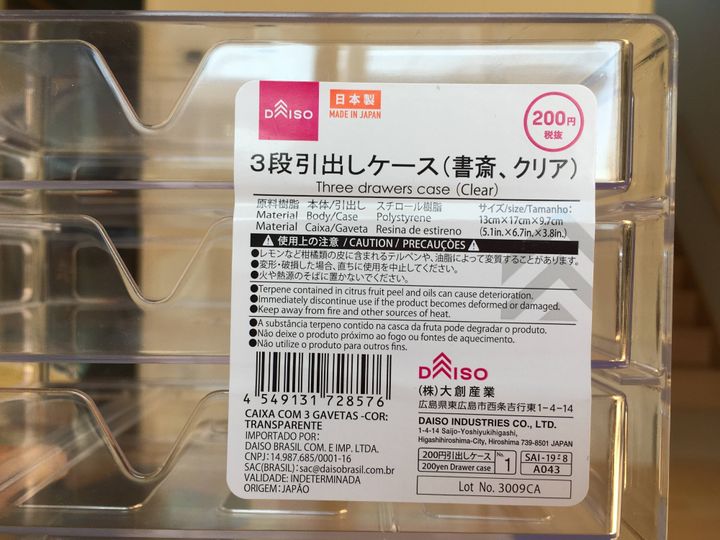 DAISO
日本製
MADE IN JAPAN
200円
税抜
3段引出しケース(書斎、クリア)
Three drawers case (Clear)
原料樹脂 本体/引出し スチロール樹脂
Material Body/Case Polystyrene
Material Caixa/Gaveta Resina de estireno
サイズ/size/Tamanho:
13cm×17cm×9.7cm
(5.1in.×6.7in.×3.8in.)
使用上の注意 / CAUTION / PRECAUÇÕES
●レモンなど柑橘類の皮に含まれるテルペンや、油脂によって変質することがあります。
●変形・破損した場合、直ちに使用を中止してください。
●火や熱源のそばに置かないでください。
●Terpene contained in citrus fruit peel and oils can cause deterioration.
●Immediately discontinue use if the product becomes deformed or damaged.
●Keep away from fire and other sources of heat.
●A substância terpeno contido na casca da fruta pode degradar o produto.
●Não deixe o produto próximo ao fogo ou fontes de aquecimento.
●Não utilize o produto para outros fins.
4 549131 728576
CAIXA COM 3 GAVETAS -COR:
TRANSPARENTE
IMPORTADO POR:
DAISO BRASIL COM. E IMP. LTDA.
CNPJ: 14.987.685/0001-16
SAC(BRASIL):sac@daisobrasil.com.br
VALIDADE: INDETERMINADA
ORIGEM: JAPÃO
DAISO
(株)大創産業
広島県東広島市西条吉行東1-4-14
DAISO INDUSTRIES CO., LTD.
1-4-14 Saijo-Yoshiyukihigashi,
Higashihiroshima-City, Hiroshima 739-8501 JAPAN
200円引出しケース
200yen Drawer case
No. 1
SAI-19-8
A043
Lot No. 3009CA